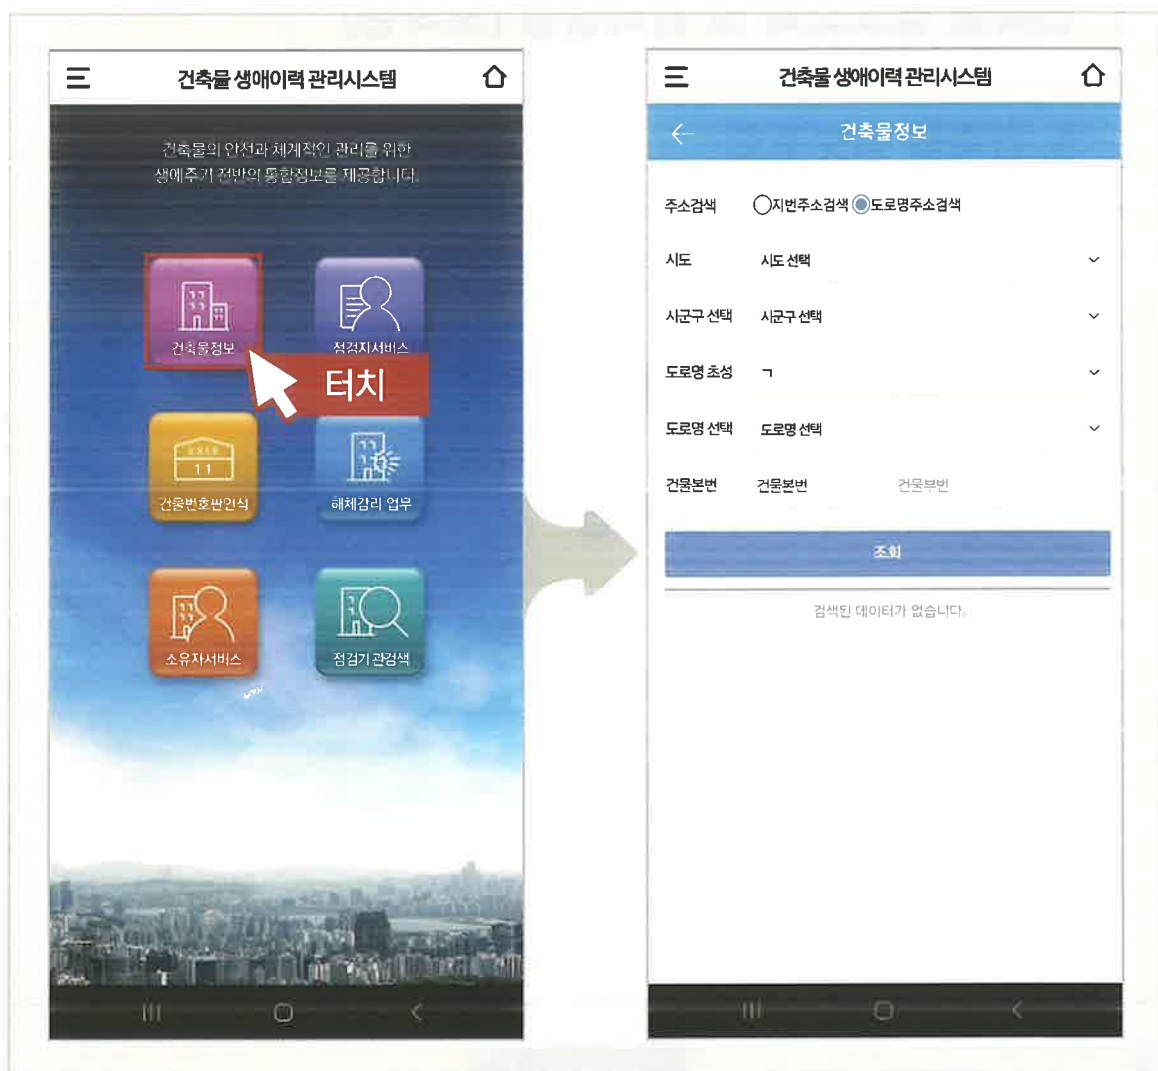 건축물 생애이력 관리시스템
건축물의 안전과 체계적인 관리를 위한
생애주기 전반의 통합정보를 제공합니다.
건축물정보
점검자서비스
터치
11
건물번호판인식
해체감리 업무
소유자서비스
점검기관검색
건축물 생애이력 관리시스템
건축물정보
주소검색 지번주소검색 도로명주소검색
시도 시도 선택
시군구 선택 시군구 선택
도로명 초성 ㄱ
도로명 선택 도로명 선택
건물본번 건물본번 건물부번
조회
검색된 데이터가 없습니다.